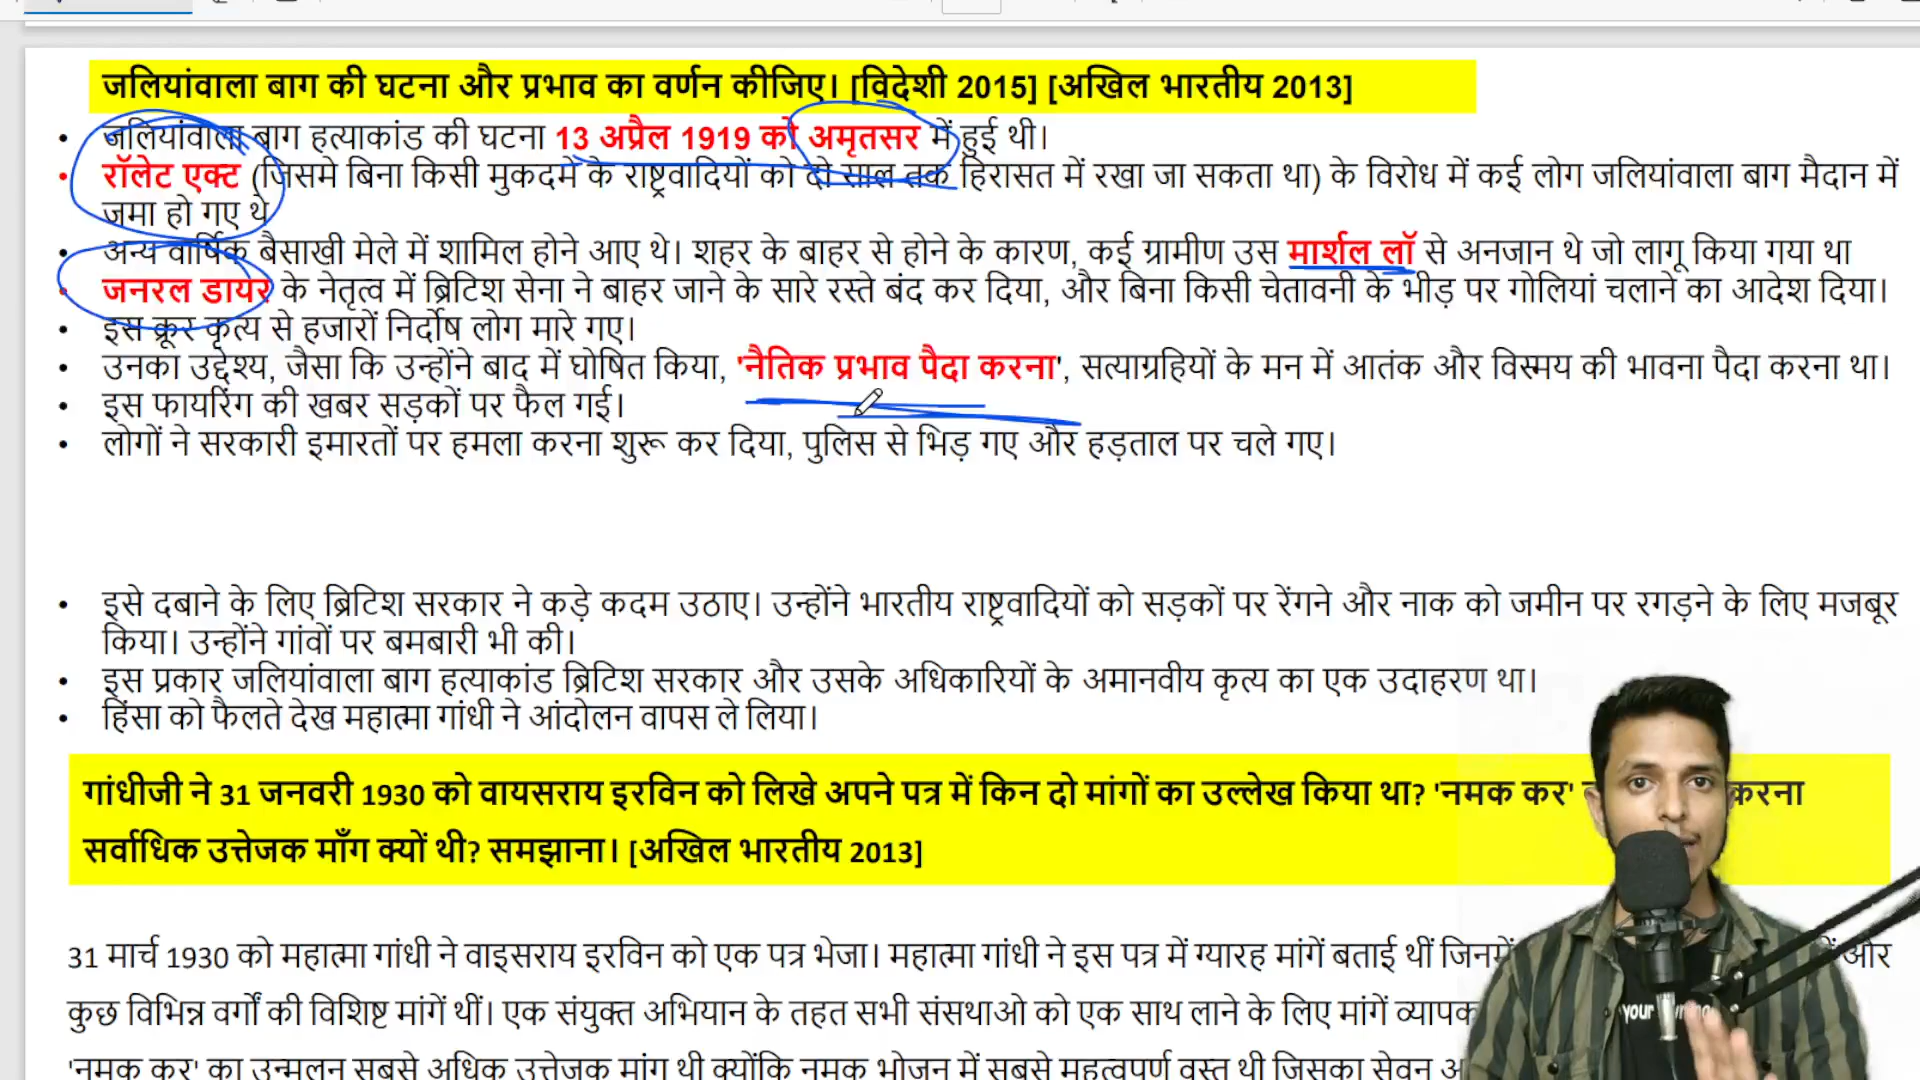 जलियांवाला बाग की घटना और प्रभाव का वर्णन कीजिए। [विदेशी 2015] [अखिल भारतीय 2013]
• जलियांवाला बाग हत्याकांड की घटना 13 अप्रैल 1919 को अमृतसर में हुई थी।
• रॉलेट एक्ट (जिसमे बिना किसी मुकदमे के राष्ट्रवादियों को दो साल तक हिरासत में रखा जा सकता था) के विरोध में कई लोग जलियांवाला बाग मैदान में
जमा हो गए थे
• अन्य वार्षिक बैसाखी मेले में शामिल होने आए थे। शहर के बाहर से होने के कारण, कई ग्रामीण उस मार्शल लॉ से अनजान थे जो लागू किया गया था
• जनरल डायर के नेतृत्व में ब्रिटिश सेना ने बाहर जाने के सारे रस्ते बंद कर दिया, और बिना किसी चेतावनी के भीड़ पर गोलियां चलाने का आदेश दिया।
• इस क्रूर कृत्य से हजारों निर्दोष लोग मारे गए।
• उनका उद्देश्य, जैसा कि उन्होंने बाद में घोषित किया, 'नैतिक प्रभाव पैदा करना', सत्याग्रहियों के मन में आतंक और विस्मय की भावना पैदा करना था।
• इस फायरिंग की खबर सड़कों पर फैल गई।
• लोगों ने सरकारी इमारतों पर हमला करना शुरू कर दिया, पुलिस से भिड़ गए और हड़ताल पर चले गए।
• इसे दबाने के लिए ब्रिटिश सरकार ने कड़े कदम उठाए। उन्होंने भारतीय राष्ट्रवादियों को सड़कों पर रेंगने और नाक को जमीन पर रगड़ने के लिए मजबूर
किया। उन्होंने गांवों पर बमबारी भी की।
• इस प्रकार जलियांवाला बाग हत्याकांड ब्रिटिश सरकार और उसके अधिकारियों के अमानवीय कृत्य का एक उदाहरण था।
• हिंसा को फैलते देख महात्मा गांधी ने आंदोलन वापस ले लिया।
गांधीजी ने 31 जनवरी 1930 को वायसराय इरविन को लिखे अपने पत्र में किन दो मांगों का उल्लेख किया था? 'नमक कर' करना
सर्वाधिक उत्तेजक माँग क्यों थी? समझाना। [अखिल भारतीय 2013]
31 मार्च 1930 को महात्मा गांधी ने वाइसराय इरविन को एक पत्र भेजा। महात्मा गांधी ने इस पत्र में ग्यारह मांगें बताई थीं जिनमें और
कुछ विभिन्न वर्गों की विशिष्ट मांगें थीं। एक संयुक्त अभियान के तहत सभी संसथाओ को एक साथ लाने के लिए मांगें व्यापक
'नमक कर' का उन्मूलन सबसे अधिक उत्तेजक मांग थी क्योंकि नमक भोजन में सबसे महत्वपूर्ण वस्तु थी जिसका सेवन
your